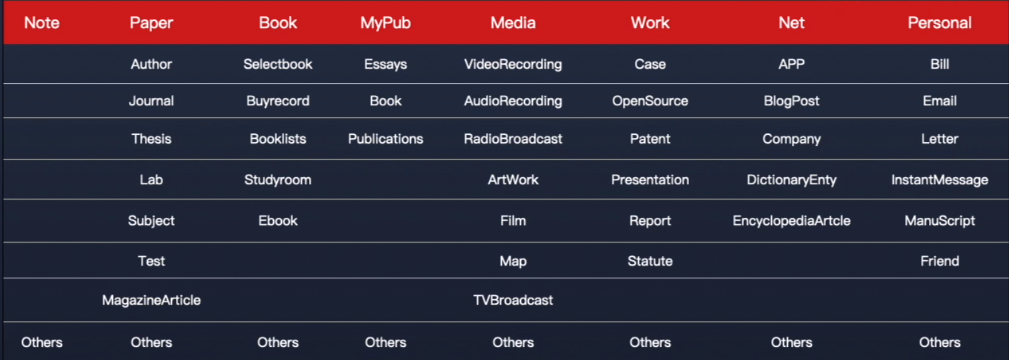 Note Paper Book MyPub Media Work Net Personal
Author Selectbook Essays VideoRecording Case APP Bill
Journal Buyrecord Book AudioRecording OpenSource BlogPost Email
Thesis Booklists Publications RadioBroadcast Patent Company Letter
Lab Studyroom ArtWork Presentation DictionaryEnty InstantMessage
Subject Ebook Film Report EncyclopediaArtcle ManuScript
Test Map Statute Friend
MagazineArticle TVBroadcast
Others Others Others Others Others Others Others Others